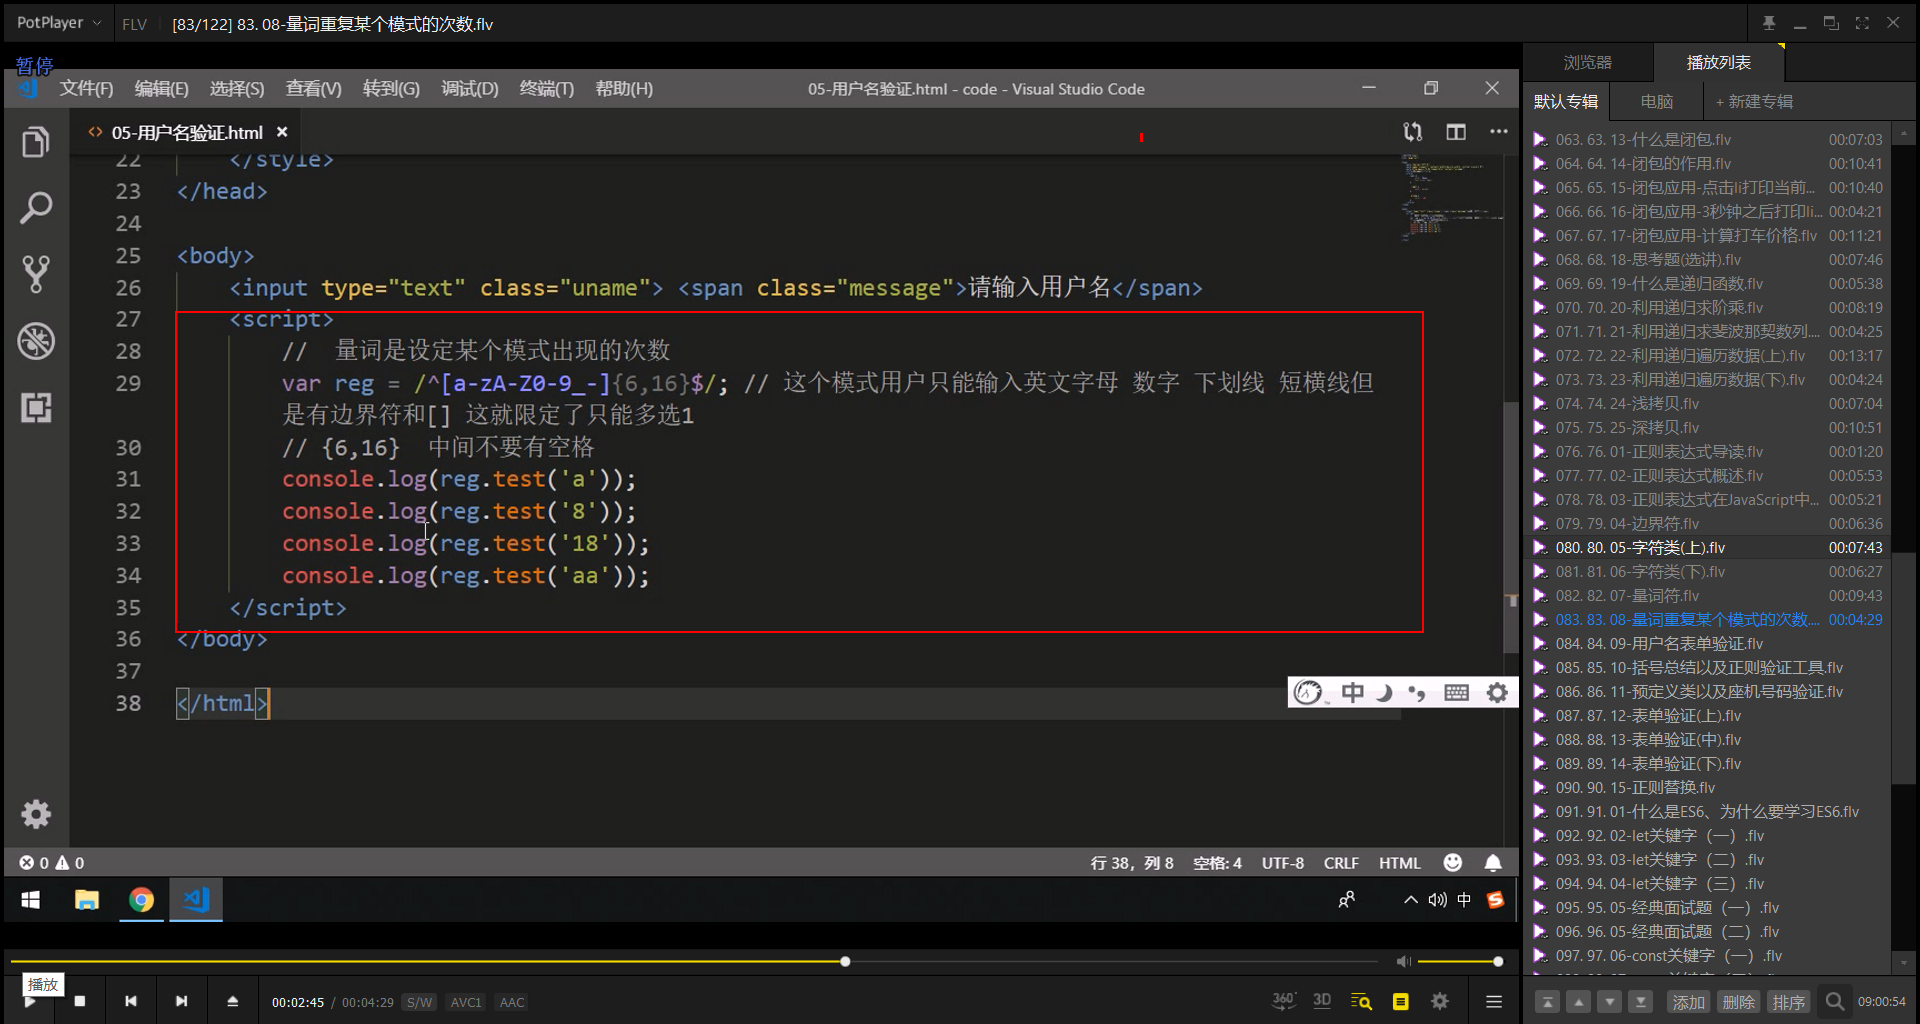 PotPlayer FLV [83/122] 83. 08-量词重复某个模式的次数.flv
暂停
文件(F) 编辑(E) 选择(S) 查看(V) 转到(G) 调试(D) 终端(T) 帮助(H) 05-用户名验证.html - code - Visual Studio Code
<> 05-用户名验证.html ×
22 </style>
23 </head>
24
25 <body>
26 <input type="text" class="uname"> <span class="message">请输入用户名</span>
27 <script>
28 // 量词是设定某个模式出现的次数
29 var reg = /^[a-zA-Z0-9_-]{6,16}$/; // 这个模式用户只能输入英文字母 数字 下划线 短横线但
是有边界符和[] 这就限定了只能多选1
30 // {6,16} 中间不要有空格
31 console.log(reg.test('a'));
32 console.log(reg.test('8'));
33 console.log(reg.test('18'));
34 console.log(reg.test('aa'));
35 </script>
36 </body>
37
38 </html>
中
0 0 行 38，列 8 空格: 4 UTF-8 CRLF HTML
中
播放
00:02:45 / 00:04:29 S/W AVC1 AAC 360° 3D
浏览器 播放列表
默认专辑 电脑 + 新建专辑
063. 63. 13-什么是闭包.flv 00:07:03
064. 64. 14-闭包的作用.flv 00:10:41
065. 65. 15-闭包应用-点击li打印当前... 00:10:40
066. 66. 16-闭包应用-3秒钟之后打印li... 00:04:21
067. 67. 17-闭包应用-计算打车价格.flv 00:11:21
068. 68. 18-思考题(选讲).flv 00:07:46
069. 69. 19-什么是递归函数.flv 00:05:38
070. 70. 20-利用递归求阶乘.flv 00:08:19
071. 71. 21-利用递归求斐波那契数列.... 00:04:25
072. 72. 22-利用递归遍历数据(上).flv 00:13:17
073. 73. 23-利用递归遍历数据(下).flv 00:04:24
074. 74. 24-浅拷贝.flv 00:07:04
075. 75. 25-深拷贝.flv 00:10:51
076. 76. 01-正则表达式导读.flv 00:01:20
077. 77. 02-正则表达式概述.flv 00:05:53
078. 78. 03-正则表达式在JavaScript中... 00:05:21
079. 79. 04-边界符.flv 00:06:36
080. 80. 05-字符类(上).flv 00:07:43
081. 81. 06-字符类(下).flv 00:06:27
082. 82. 07-量词符.flv 00:09:43
083. 83. 08-量词重复某个模式的次数.... 00:04:29
084. 84. 09-用户名表单验证.flv
085. 85. 10-括号总结以及正则验证工具.flv
086. 86. 11-预定义类以及座机号码验证.flv
087. 87. 12-表单验证(上).flv
088. 88. 13-表单验证(中).flv
089. 89. 14-表单验证(下).flv
090. 90. 15-正则替换.flv
091. 91. 01-什么是ES6、为什么要学习ES6.flv
092. 92. 02-let关键字（一）.flv
093. 93. 03-let关键字（二）.flv
094. 94. 04-let关键字（三）.flv
095. 95. 05-经典面试题（一）.flv
096. 96. 05-经典面试题（二）.flv
097. 97. 06-const关键字（一）.flv
添加 删除 排序 09:00:54